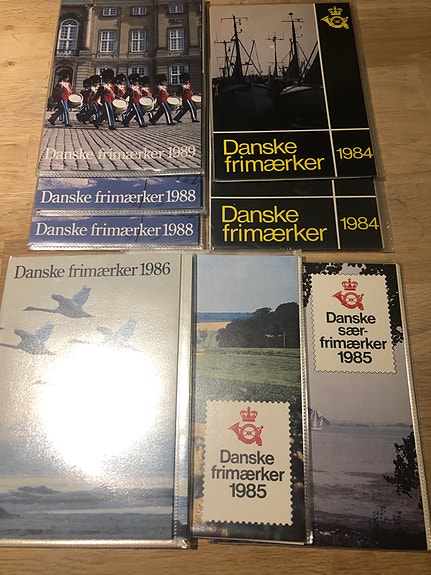 Danske frimærker 1989
Danske
frimærker 1984
Danske frimærker 1988
Danske frimærker 1988
Danske
frimærker 1984
Danske frimærker 1986
Danske
frimærker
1985
Danske
sær-
frimærker
1985